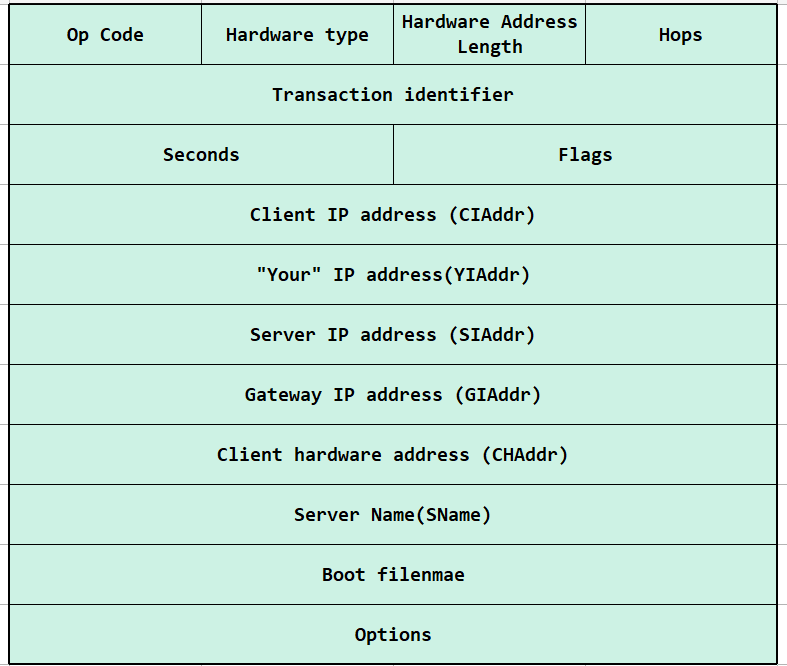 Op Code
Hardware type
Hardware Address
Length
Hops
Transaction identifier
Seconds
Flags
Client IP address (CIAddr)
"Your" IP address(YIAddr)
Server IP address (SIAddr)
Gateway IP address (GIAddr)
Client hardware address (CHAddr)
Server Name(SName)
Boot filenmae
Options